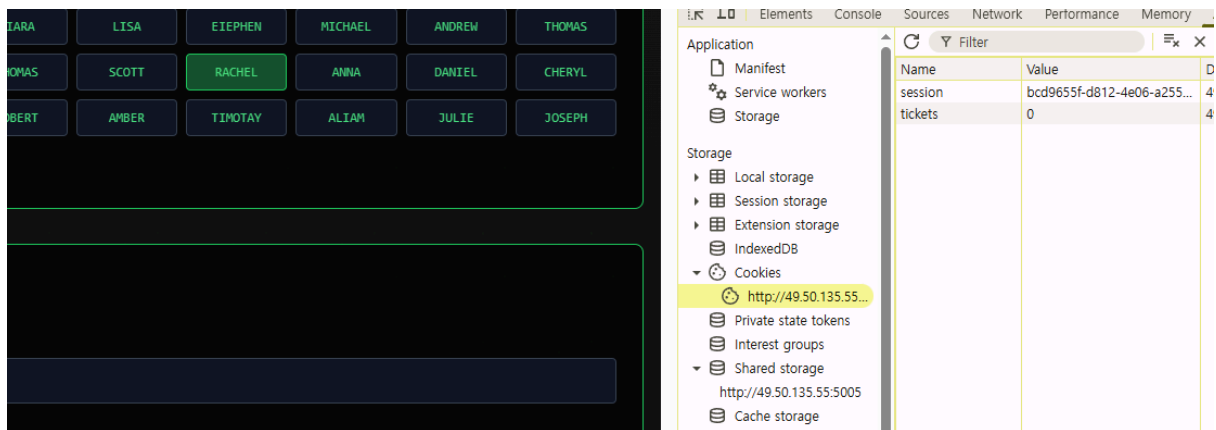 IARA LISA EIEPHEN MICHAEL ANDREW THOMAS
HOMAS SCOTT RACHEL ANNA DANIEL CHERYL
OBERT AMBER TIMOTAY ALIAM JULIE JOSEPH
Elements Console Sources Network Performance Memory
Application
Manifest
Service workers
Storage
Storage
Local storage
Session storage
Extension storage
IndexedDB
Cookies
http://49.50.135.55...
Private state tokens
Interest groups
Shared storage
http://49.50.135.55:5005
Cache storage
Filter
Name Value D
session bcd9655f-d812-4e06-a255... 4
tickets 0 4